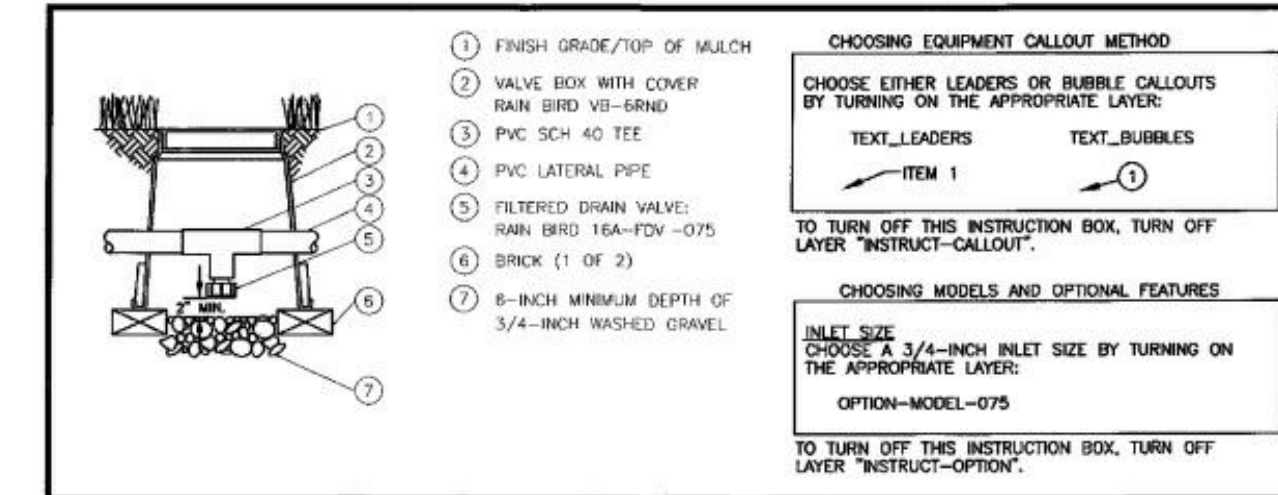 1 FINISH GRADE/TOP OF MULCH
2 VALVE BOX WITH COVER
RAIN BIRD VB-6RND
3 PVC SCH 40 TEE
4 PVC LATERAL PIPE
5 FILTERED DRAIN VALVE:
RAIN BIRD 16A-FDV -075
6 BRICK (1 OF 2)
7 6-INCH MINIMUM DEPTH OF
3/4-INCH WASHED GRAVEL
1
2
3
4
5
6
7
2"
MIN.
CHOOSING EQUIPMENT CALLOUT METHOD
CHOOSE EITHER LEADERS OR BUBBLE CALLOUTS
BY TURNING ON THE APPROPRIATE LAYER:
TEXT_LEADERS TEXT_BUBBLES
ITEM 1 1
TO TURN OFF THIS INSTRUCTION BOX, TURN OFF
LAYER "INSTRUCT-CALLOUT".
CHOOSING MODELS AND OPTIONAL FEATURES
INLET SIZE
CHOOSE A 3/4-INCH INLET SIZE BY TURNING ON
THE APPROPRIATE LAYER:
OPTION-MODEL-075
TO TURN OFF THIS INSTRUCTION BOX, TURN OFF
LAYER "INSTRUCT-OPTION".